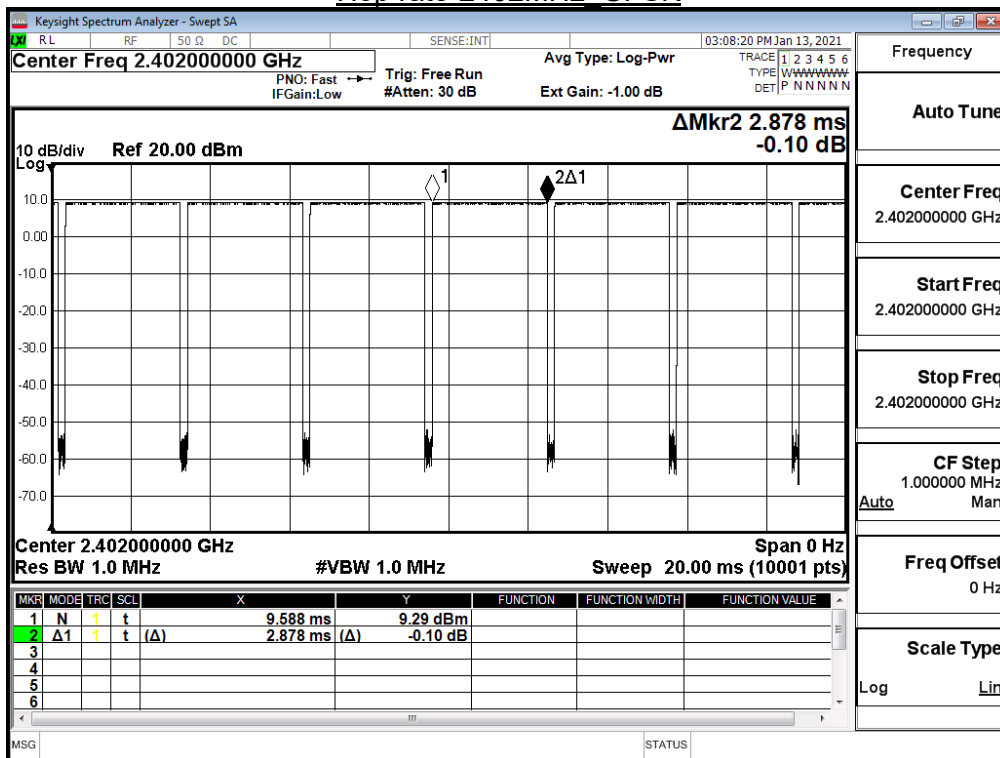 Keysight Spectrum Analyzer - Swept SA
LXI RL RF 50 Ω DC SENSE:INT 03:08:20 PM Jan 13, 2021
Center Freq 2.402000000 GHz
PNO: Fast
IFGain:Low
Trig: Free Run
#Atten: 30 dB
Avg Type: Log-Pwr
Ext Gain: -1.00 dB
TRACE 1 2 3 4 5 6
TYPE WWWWWW
DET P N N N N N
ΔMkr2 2.878 ms
-0.10 dB
10 dB/div Ref 20.00 dBm
Log
1
2Δ1
10.0
0.00
-10.0
-20.0
-30.0
-40.0
-50.0
-60.0
-70.0
Center 2.402000000 GHz Span 0 Hz
Res BW 1.0 MHz #VBW 1.0 MHz Sweep 20.00 ms (10001 pts)
MKR MODE TRC SCL X Y FUNCTION FUNCTION WIDTH FUNCTION VALUE
1 N 1 t 9.588 ms 9.29 dBm
2 Δ1 1 t (Δ) 2.878 ms (Δ) -0.10 dB
3
4
5
6
MSG STATUS
Frequency
Auto Tune
Center Freq
2.402000000 GHz
Start Freq
2.402000000 GHz
Stop Freq
2.402000000 GHz
CF Step
1.000000 MHz
Auto Man
Freq Offset
0 Hz
Scale Type
Log Lin